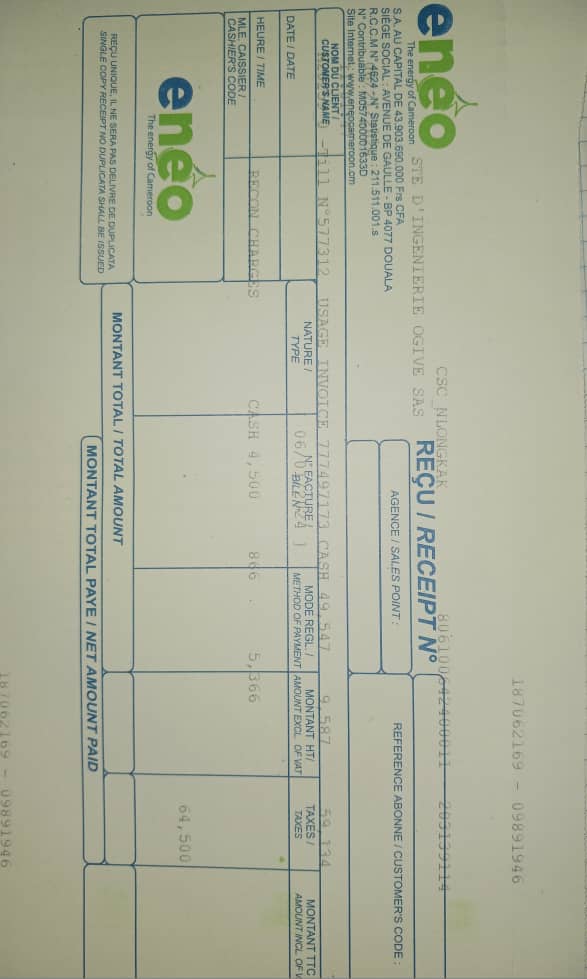 187062169 - 09891946
CSC_NLONGKAK
806100642400011 - 203139114
eneo
The energy of Cameroon
STE D'INGENIERIE OGIVE SAS
REÇU / RECEIPT N°
S.A. AU CAPITAL DE 43.903.690.000 Frs CFA
SIÈGE SOCIAL : AVENUE DE GAULLE - BP 4077 DOUALA
R.C.C.M N° 4624 - N° Statistique : 211.511.001.s
N° Contribuable : M057400001633D
Site Internet : www.eneocameroon.cm
AGENCE / SALES POINT :
REFERENCE ABONNE / CUSTOMER'S CODE :
NOM DU CLIENT /
CUSTOMER'S NAME
-Till N°577312 USAGE INVOICE 777497173 CASH 49,547 9,587 59,134
DATE / DATE
NATURE /
TYPE
N° FACTURE /
BILL N°
MODE REGL. /
METHOD OF PAYMENT
MONTANT HT/
AMOUNT EXCL. OF VAT
TAXES /
TAXES
MONTANT TTC
AMOUNT INCL. OF V
HEURE / TIME
RECON CHARGES CASH 4,500 866 5,366
MLE. CAISSIER /
CASHIER'S CODE
64,500
eneo
The energy of Cameroon
REÇU UNIQUE, IL NE SERA PAS DELIVRE DE DUPLICATA
SINGLE COPY RECEIPT NO DUPLICATA SHALL BE ISSUED
MONTANT TOTAL / TOTAL AMOUNT
MONTANT TOTAL PAYE / NET AMOUNT PAID
187062169 - 09891946